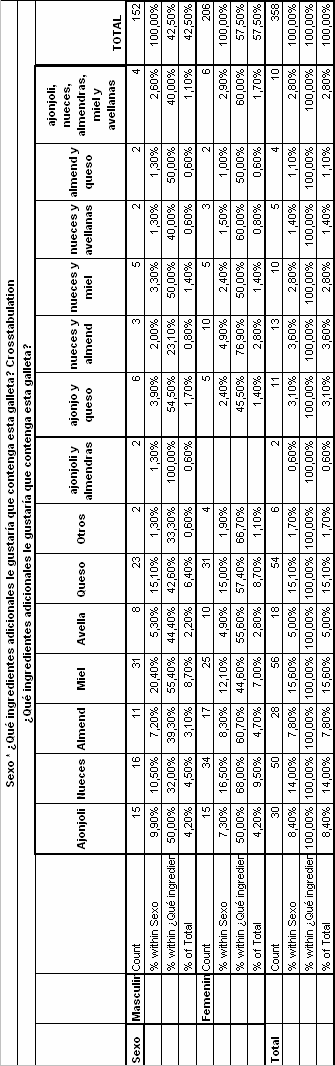 Sexo * ¿Qué ingredientes adicionales le gustaría que contenga esta galleta? Crosstabulation
¿Qué ingredientes adicionales le gustaría que contenga esta galleta?
Ajonjoli Nueces Almend Miel Avella Queso Otros ajonjoli y almendras ajonjo y queso nueces y almend nueces y miel nueces y avellanas almend y queso ajonjoli, nueces, almendras, miel y avellanas TOTAL
Sexo Masculin Count 15 16 11 31 8 23 2 2 6 3 5 2 2 4 152
% within Sexo 9,90% 10,50% 7,20% 20,40% 5,30% 15,10% 1,30% 1,30% 3,90% 2,00% 3,30% 1,30% 1,30% 2,60% 100,00%
% within ¿Qué ingredier 50,00% 32,00% 39,30% 55,40% 44,40% 42,60% 33,30% 100,00% 54,50% 23,10% 50,00% 40,00% 50,00% 40,00% 42,50%
% of Total 4,20% 4,50% 3,10% 8,70% 2,20% 6,40% 0,60% 0,60% 1,70% 0,80% 1,40% 0,60% 0,60% 1,10% 42,50%
Femenin Count 15 34 17 25 10 31 4 5 10 5 3 2 6 206
% within Sexo 7,30% 16,50% 8,30% 12,10% 4,90% 15,00% 1,90% 2,40% 4,90% 2,40% 1,50% 1,00% 2,90% 100,00%
% within ¿Qué ingredier 50,00% 68,00% 60,70% 44,60% 55,60% 57,40% 66,70% 45,50% 76,90% 50,00% 60,00% 50,00% 60,00% 57,50%
% of Total 4,20% 9,50% 4,70% 7,00% 2,80% 8,70% 1,10% 1,40% 2,80% 1,40% 0,80% 0,60% 1,70% 57,50%
Total Count 30 50 28 56 18 54 6 2 11 13 10 5 4 10 358
% within Sexo 8,40% 14,00% 7,80% 15,60% 5,00% 15,10% 1,70% 0,60% 3,10% 3,60% 2,80% 1,40% 1,10% 2,80% 100,00%
% within ¿Qué ingredier 100,00% 100,00% 100,00% 100,00% 100,00% 100,00% 100,00% 100,00% 100,00% 100,00% 100,00% 100,00% 100,00% 100,00% 100,00%
% of Total 8,40% 14,00% 7,80% 15,60% 5,00% 15,10% 1,70% 0,60% 3,10% 3,60% 2,80% 1,40% 1,10% 2,80% 100,00%